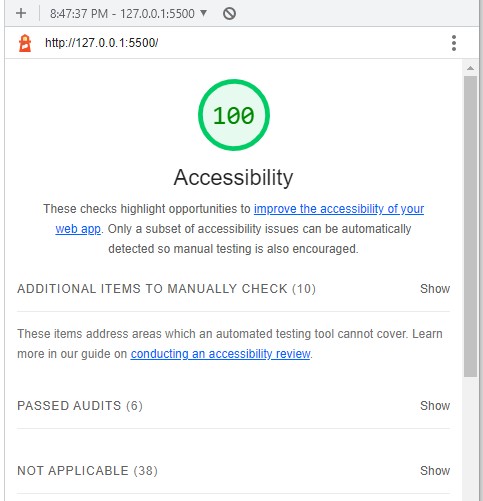 8:47:37 PM - 127.0.0.1:5500
http://127.0.0.1:5500/
100
Accessibility
These checks highlight opportunities to improve the accessibility of your
web app. Only a subset of accessibility issues can be automatically
detected so manual testing is also encouraged.
ADDITIONAL ITEMS TO MANUALLY CHECK (10) Show
These items address areas which an automated testing tool cannot cover. Learn
more in our guide on conducting an accessibility review.
PASSED AUDITS (6) Show
NOT APPLICABLE (38) Show